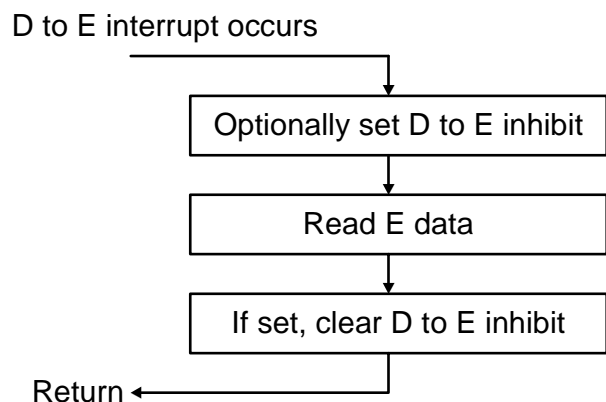 D to E interrupt occurs
Optionally set D to E inhibit
Read E data
If set, clear D to E inhibit
Return